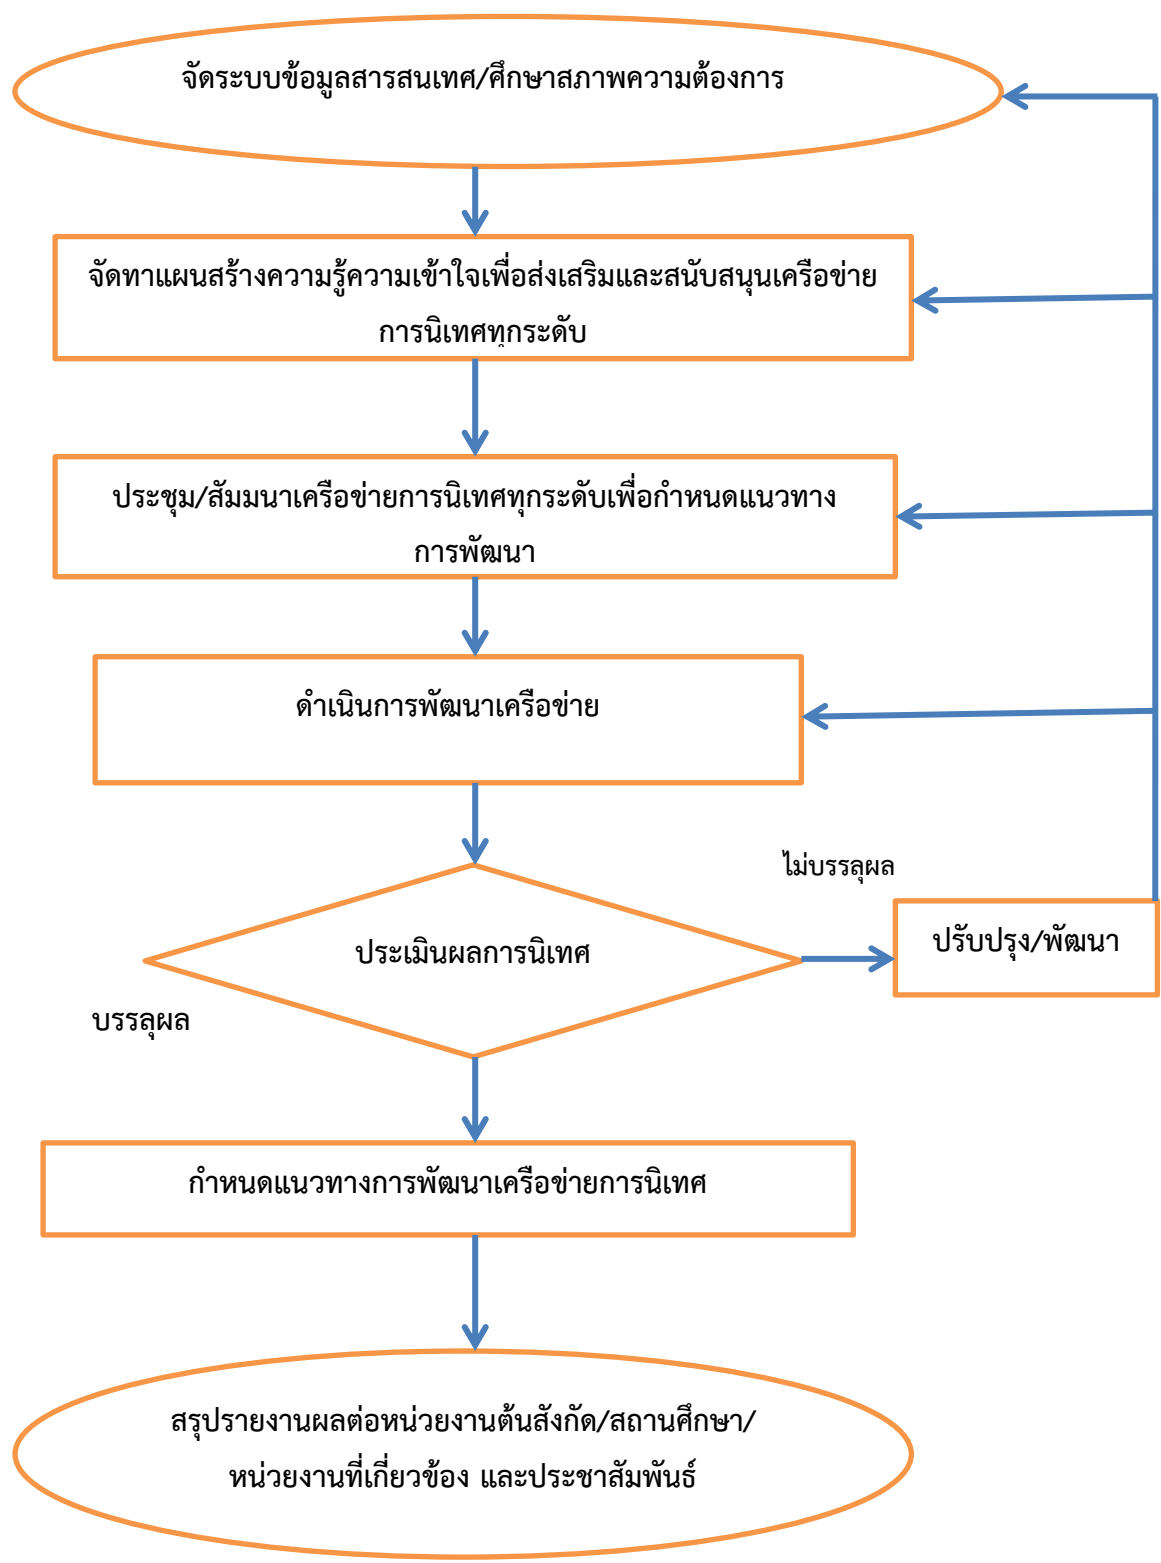 จัดระบบข้อมูลสารสนเทศ/ศึกษาสภาพความต้องการ
จัดทาแผนสร้างความรู้ความเข้าใจเพื่อส่งเสริมและสนับสนุนเครือข่าย
การนิเทศทุกระดับ
ประชุม/สัมมนาเครือข่ายการนิเทศทุกระดับเพื่อกำหนดแนวทาง
การพัฒนา
ดำเนินการพัฒนาเครือข่าย
ไม่บรรลุผล
ประเมินผลการนิเทศ
ปรับปรุง/พัฒนา
บรรลุผล
กำหนดแนวทางการพัฒนาเครือข่ายการนิเทศ
สรุปรายงานผลต่อหน่วยงานต้นสังกัด/สถานศึกษา/
หน่วยงานที่เกี่ยวข้อง และประชาสัมพันธ์